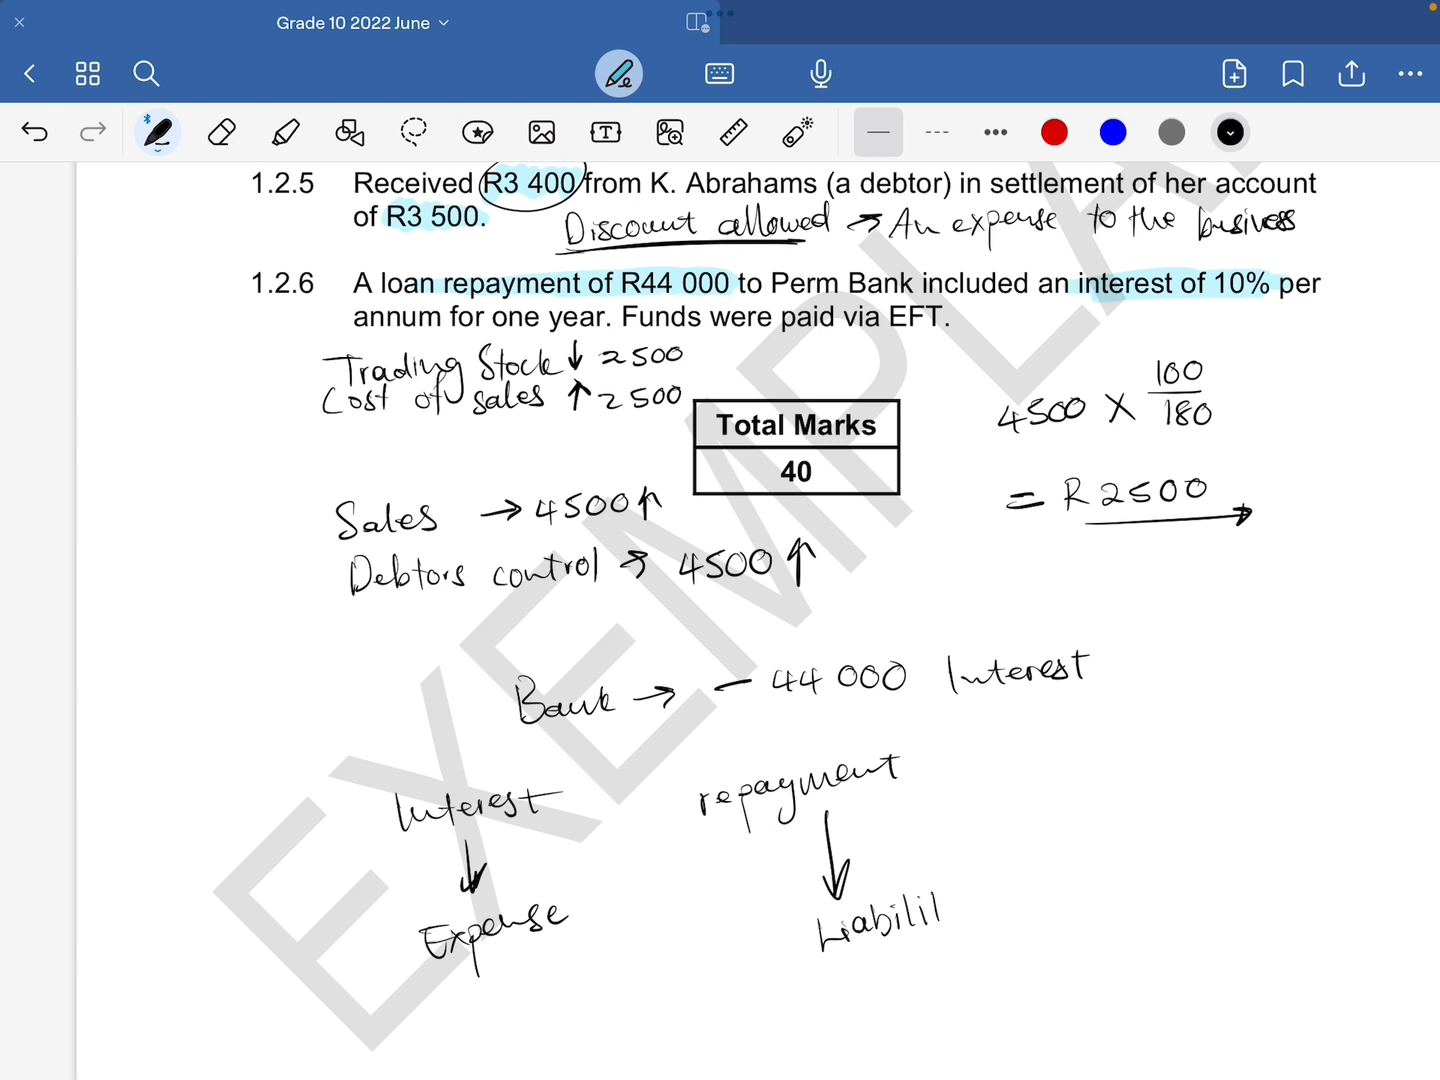 Grade 10 2022 June
1.2.5 Received R3 400 from K. Abrahams (a debtor) in settlement of her account
of R3 500.
Discount allowed → An expense to the business
1.2.6 A loan repayment of R44 000 to Perm Bank included an interest of 10% per
annum for one year. Funds were paid via EFT.
Trading Stock ↓ 2500
Cost of sales ↑ 2500
4500 × 100/180
= R2500
Total Marks
40
Sales → 4500 ↑
Debtors control → 4500 ↑
Bank → - 44 000 Interest
Interest
repayment
Expense
Liabilil
EXEMPLAR